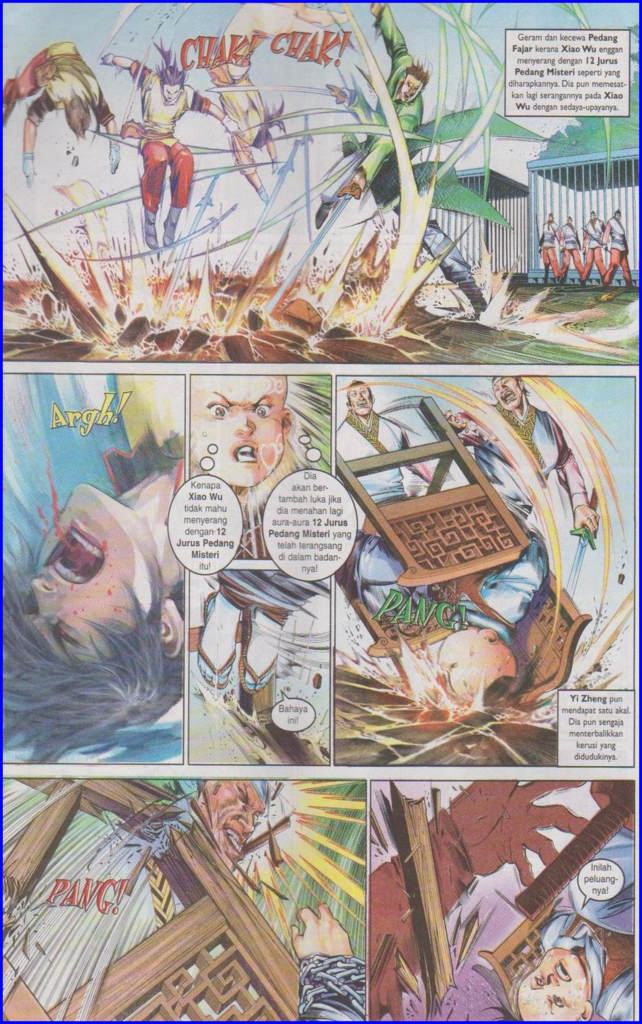 CHAK! CHAK!
Geram dan kecewa Pedang
Fajar kerana Xiao Wu enggan
menyerang dengan 12 Jurus
Pedang Misteri seperti yang
diharapkannya. Dia pun memesat-
kan lagi serangannya pada Xiao
Wu dengan sedaya-upayanya.
Argh!
Kenapa
Xiao Wu
tidak mahu
menyerang
dengan 12
Jurus Pedang
Misteri
itu!
Dia
akan ber-
tambah luka jika
dia menahan lagi
aura-aura 12 Jurus
Pedang Misteri yang
telah terangsang
di dalam badan-
nya!
Bahaya
ini!
PANG!
Yi Zheng pun
mendapat satu akal.
Dia pun sengaja
menterbalikkan
kerusi yang
didudukinya.
PANG!
Inilah
peluang-
nya!